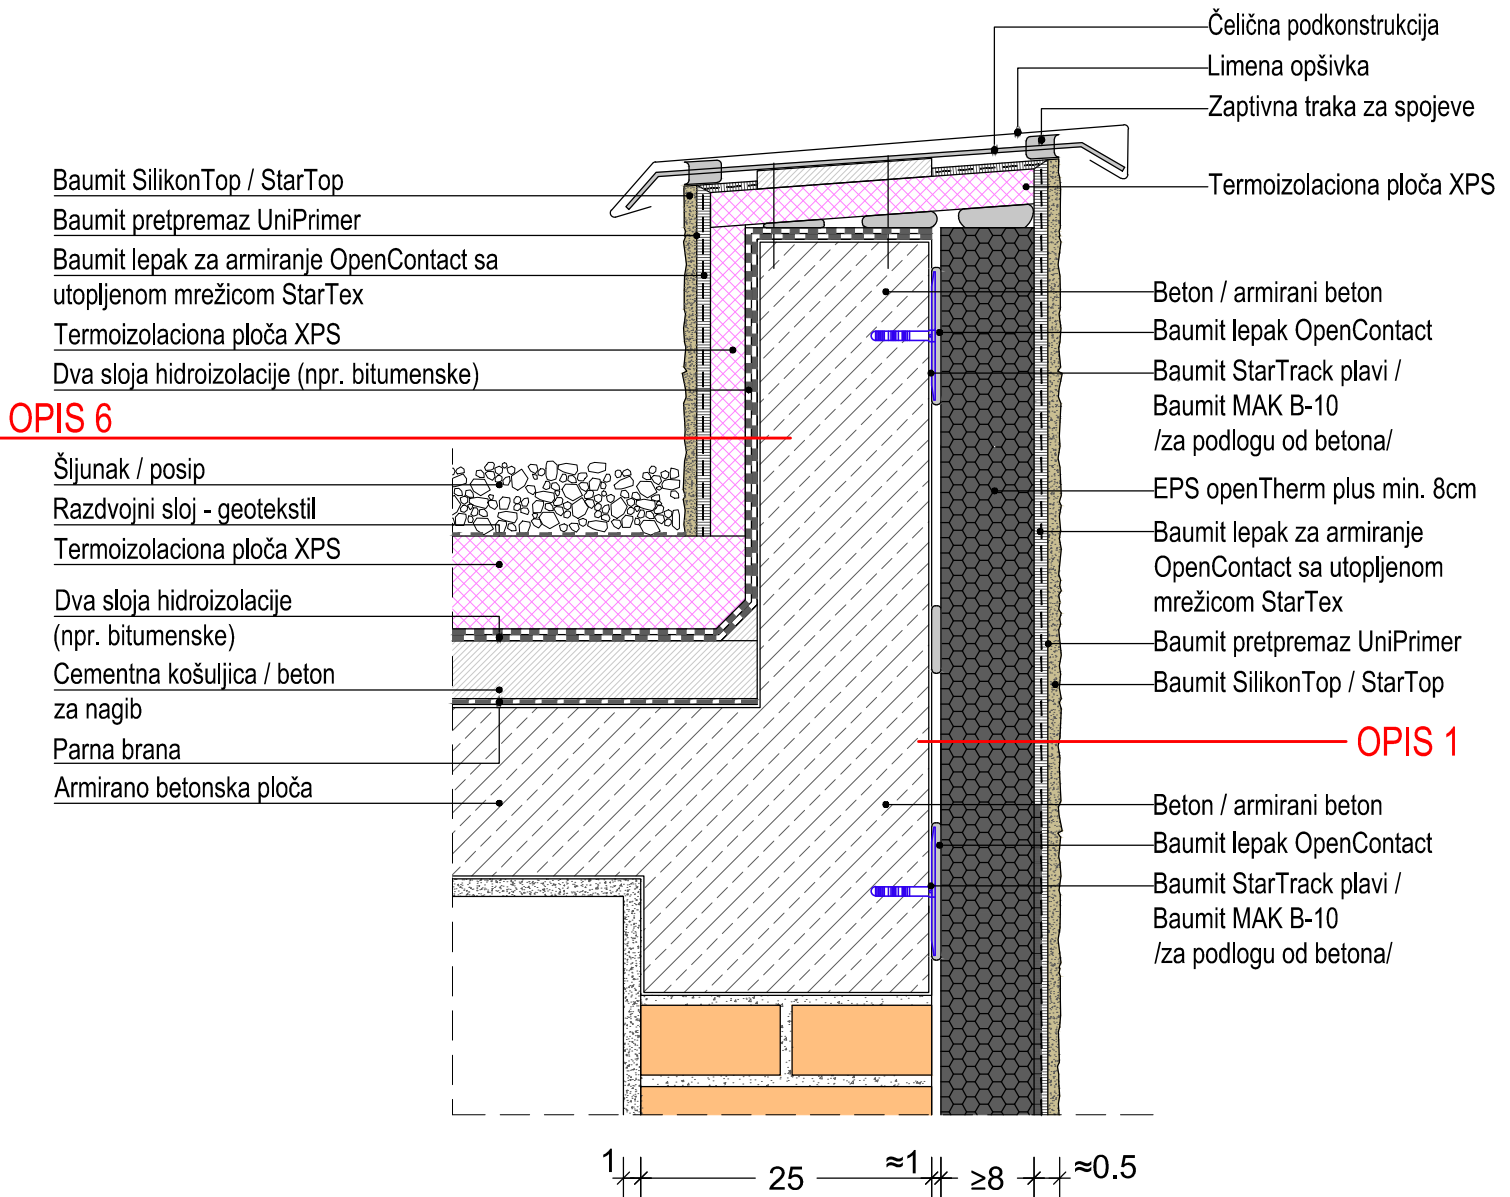 Čelična podkonstrukcija
Limena opšivka
Zaptivna traka za spojeve
Termoizolaciona ploča XPS
Baumit SilikonTop / StarTop
Baumit pretpremaz UniPrimer
Baumit lepak za armiranje OpenContact sa
utopljenom mrežicom StarTex
Termoizolaciona ploča XPS
Dva sloja hidroizolacije (npr. bitumenske)
OPIS 6
Šljunak / posip
Razdvojni sloj - geotekstil
Termoizolaciona ploča XPS
Dva sloja hidroizolacije
(npr. bitumenske)
Cementna košuljica / beton
za nagib
Parna brana
Armirano betonska ploča
Beton / armirani beton
Baumit lepak OpenContact
Baumit StarTrack plavi /
Baumit MAK B-10
/za podlogu od betona/
EPS openTherm plus min. 8cm
Baumit lepak za armiranje
OpenContact sa utopljenom
mrežicom StarTex
Baumit pretpremaz UniPrimer
Baumit SilikonTop / StarTop
OPIS 1
Beton / armirani beton
Baumit lepak OpenContact
Baumit StarTrack plavi /
Baumit MAK B-10
/za podlogu od betona/
1 25 ≈1 ≥8 ≈0.5